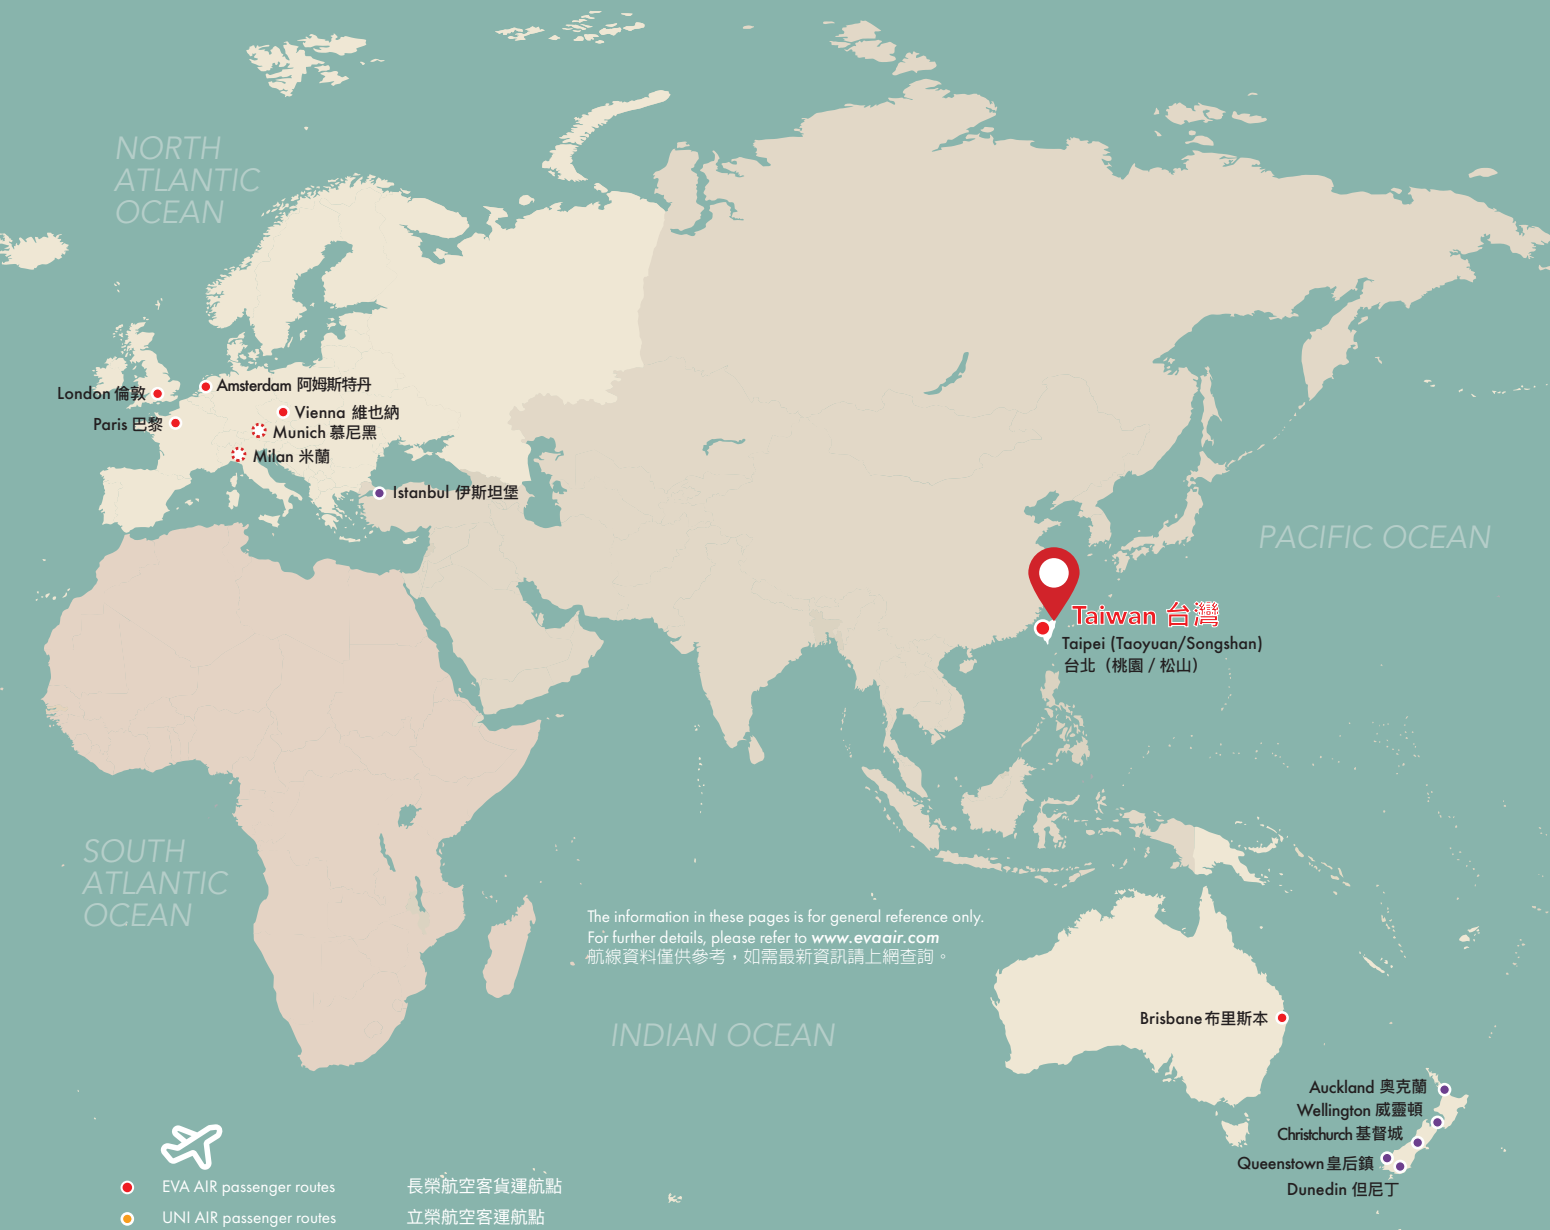 NORTH
ATLANTIC
OCEAN
London 倫敦
Amsterdam 阿姆斯特丹
Paris 巴黎
Vienna 維也納
Munich 慕尼黑
Milan 米蘭
Istanbul 伊斯坦堡
PACIFIC OCEAN
Taiwan 台灣
Taipei (Taoyuan/Songshan)
台北（桃園 / 松山）
SOUTH
ATLANTIC
OCEAN
The information in these pages is for general reference only.
For further details, please refer to www.evaair.com
航線資料僅供參考，如需最新資訊請上網查詢。
INDIAN OCEAN
Brisbane 布里斯本
Auckland 奧克蘭
Wellington 威靈頓
Christchurch 基督城
Queenstown 皇后鎮
Dunedin 但尼丁
EVA AIR passenger routes 長榮航空客貨運航點
UNI AIR passenger routes 立榮航空客運航點